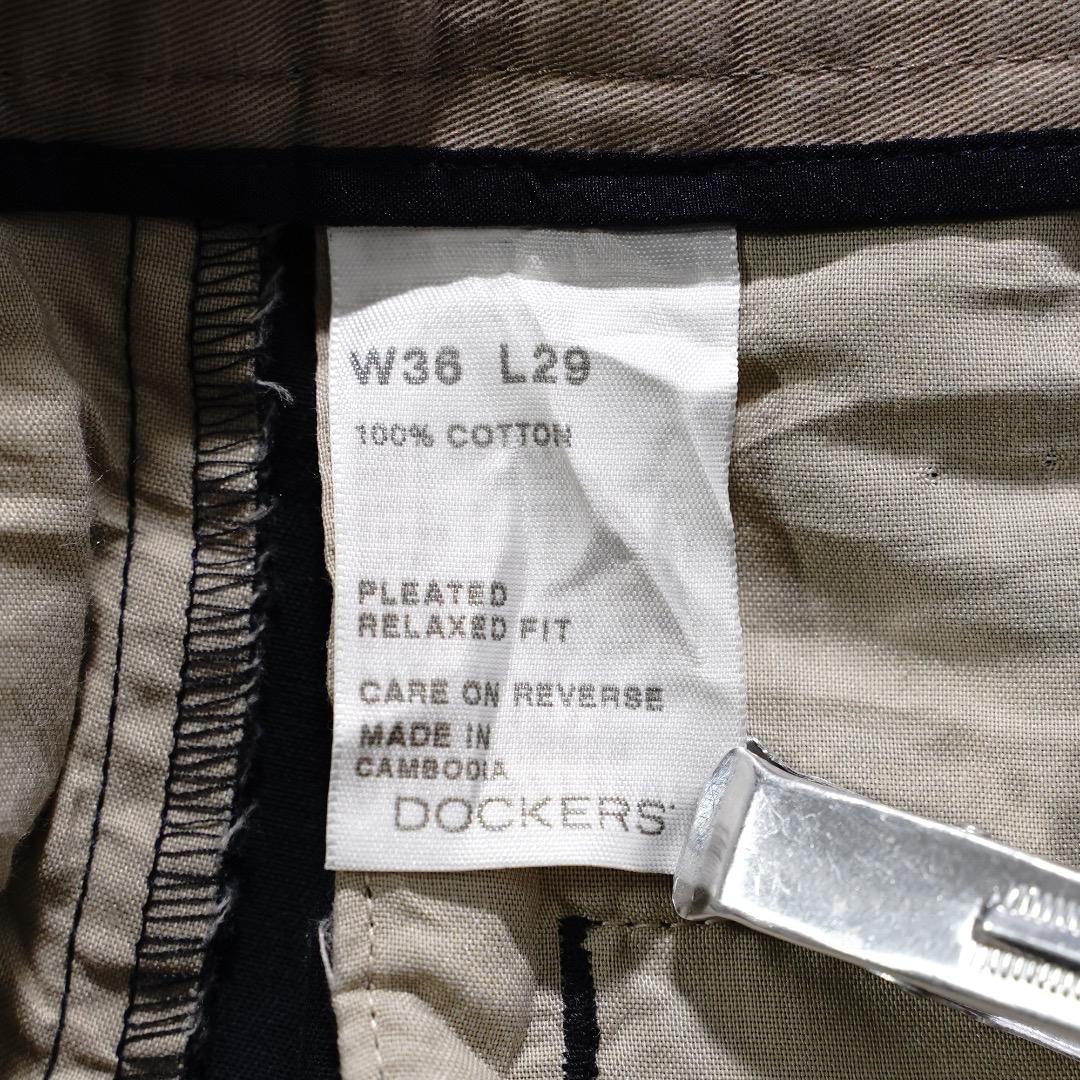 W36 L29
100% COTTON
PLEATED
RELAXED FIT
CARE ON REVERSE
MADE IN
CAMBODIA
DOCKERS